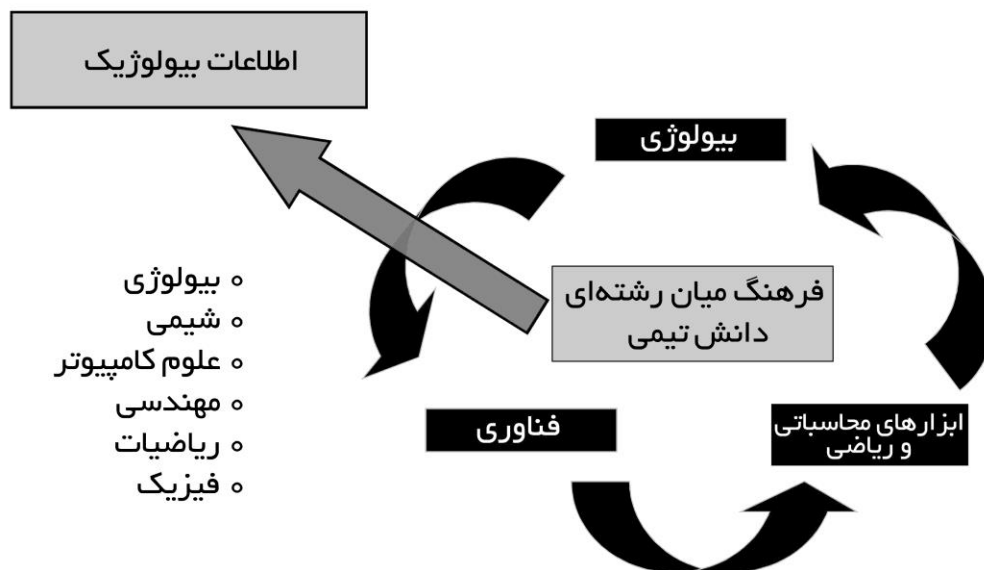 اطلاعات بیولوژیک
بیولوژی
فرهنگ میان رشته‌ای
دانش تیمی
ابزارهای محاسباتی
و ریاضی
فناوری
○ بیولوژی
○ شیمی
○ علوم کامپیوتر
○ مهندسی
○ ریاضیات
○ فیزیک